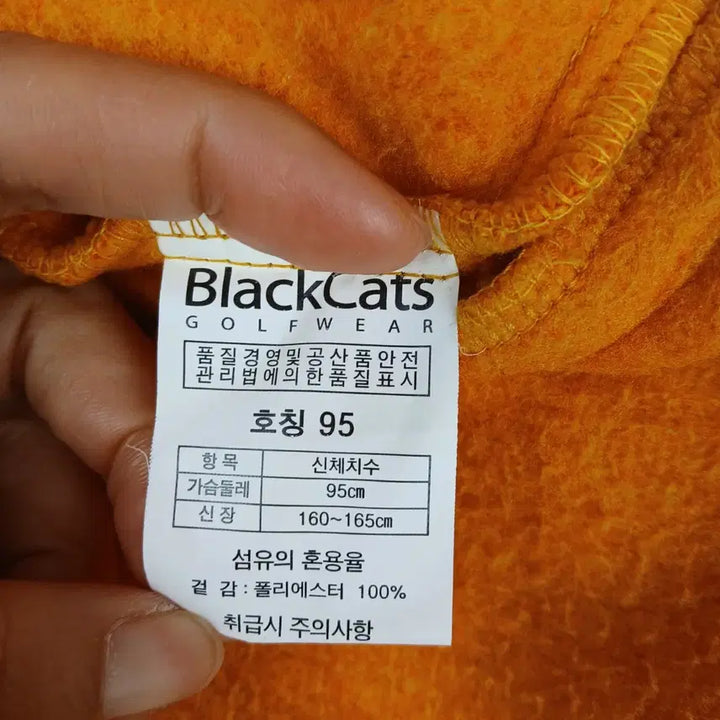 BlackCats
GOLFWEAR
품질경영및공산품안전
관리법에의한품질표시
호칭 95
항목 신체치수
가슴둘레 95cm
신장 160~165cm
섬유의 혼용율
겉 감 : 폴리에스터 100%
취급시 주의사항